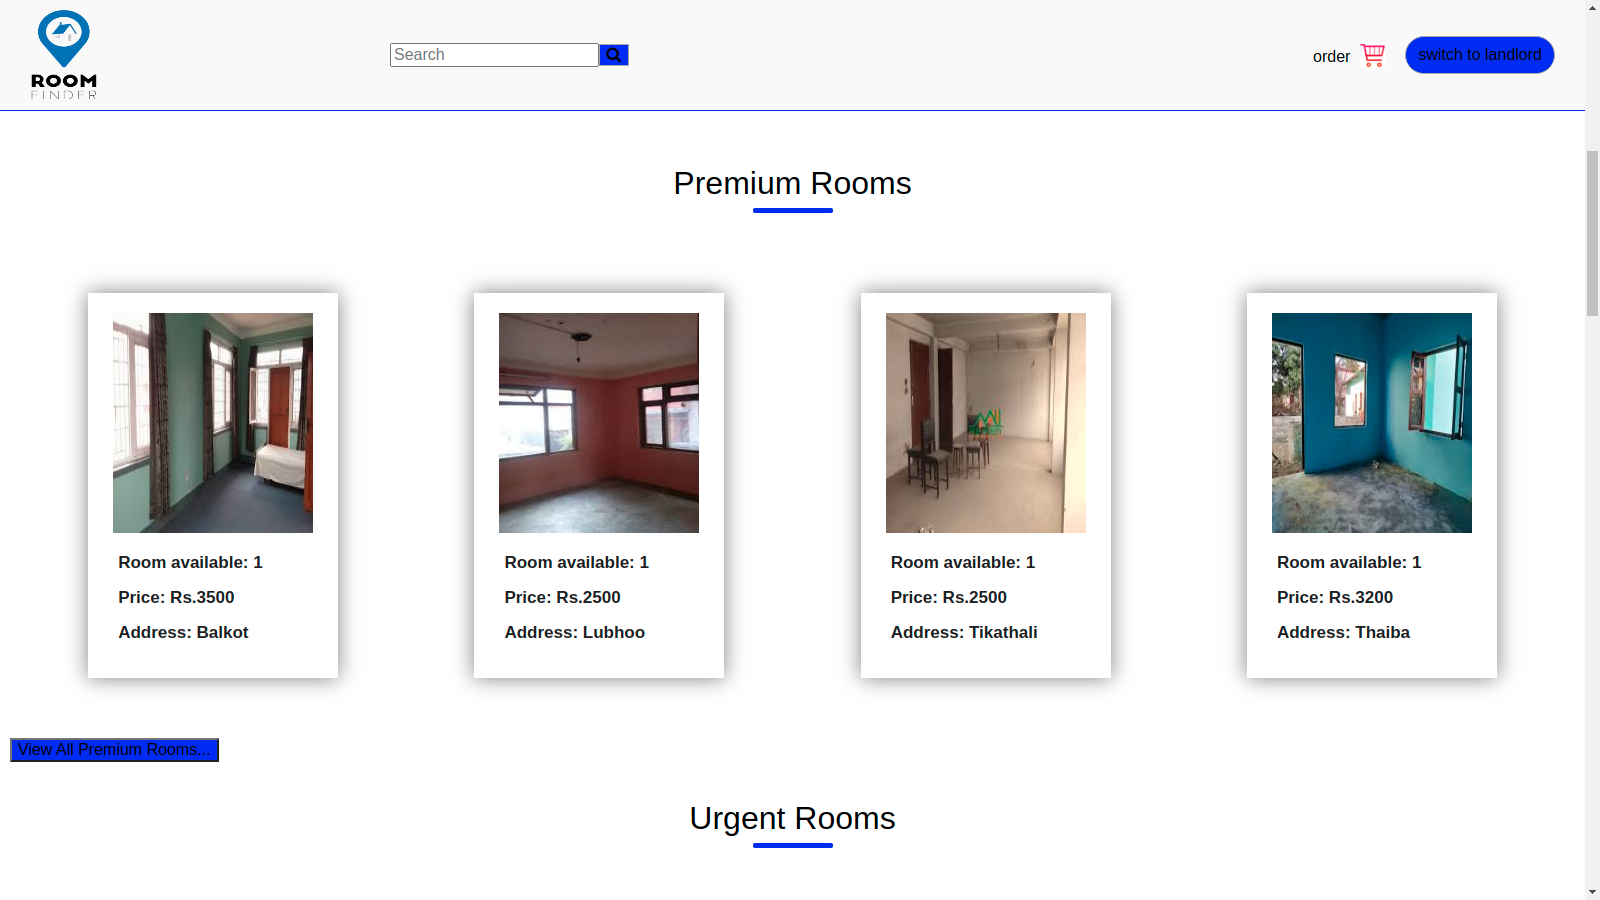 ROOM
FINDER
Search
order
switch to landlord
Premium Rooms
Room available: 1
Price: Rs.3500
Address: Balkot
Room available: 1
Price: Rs.2500
Address: Lubhoo
Room available: 1
Price: Rs.2500
Address: Tikathali
Room available: 1
Price: Rs.3200
Address: Thaiba
View All Premium Rooms...
Urgent Rooms